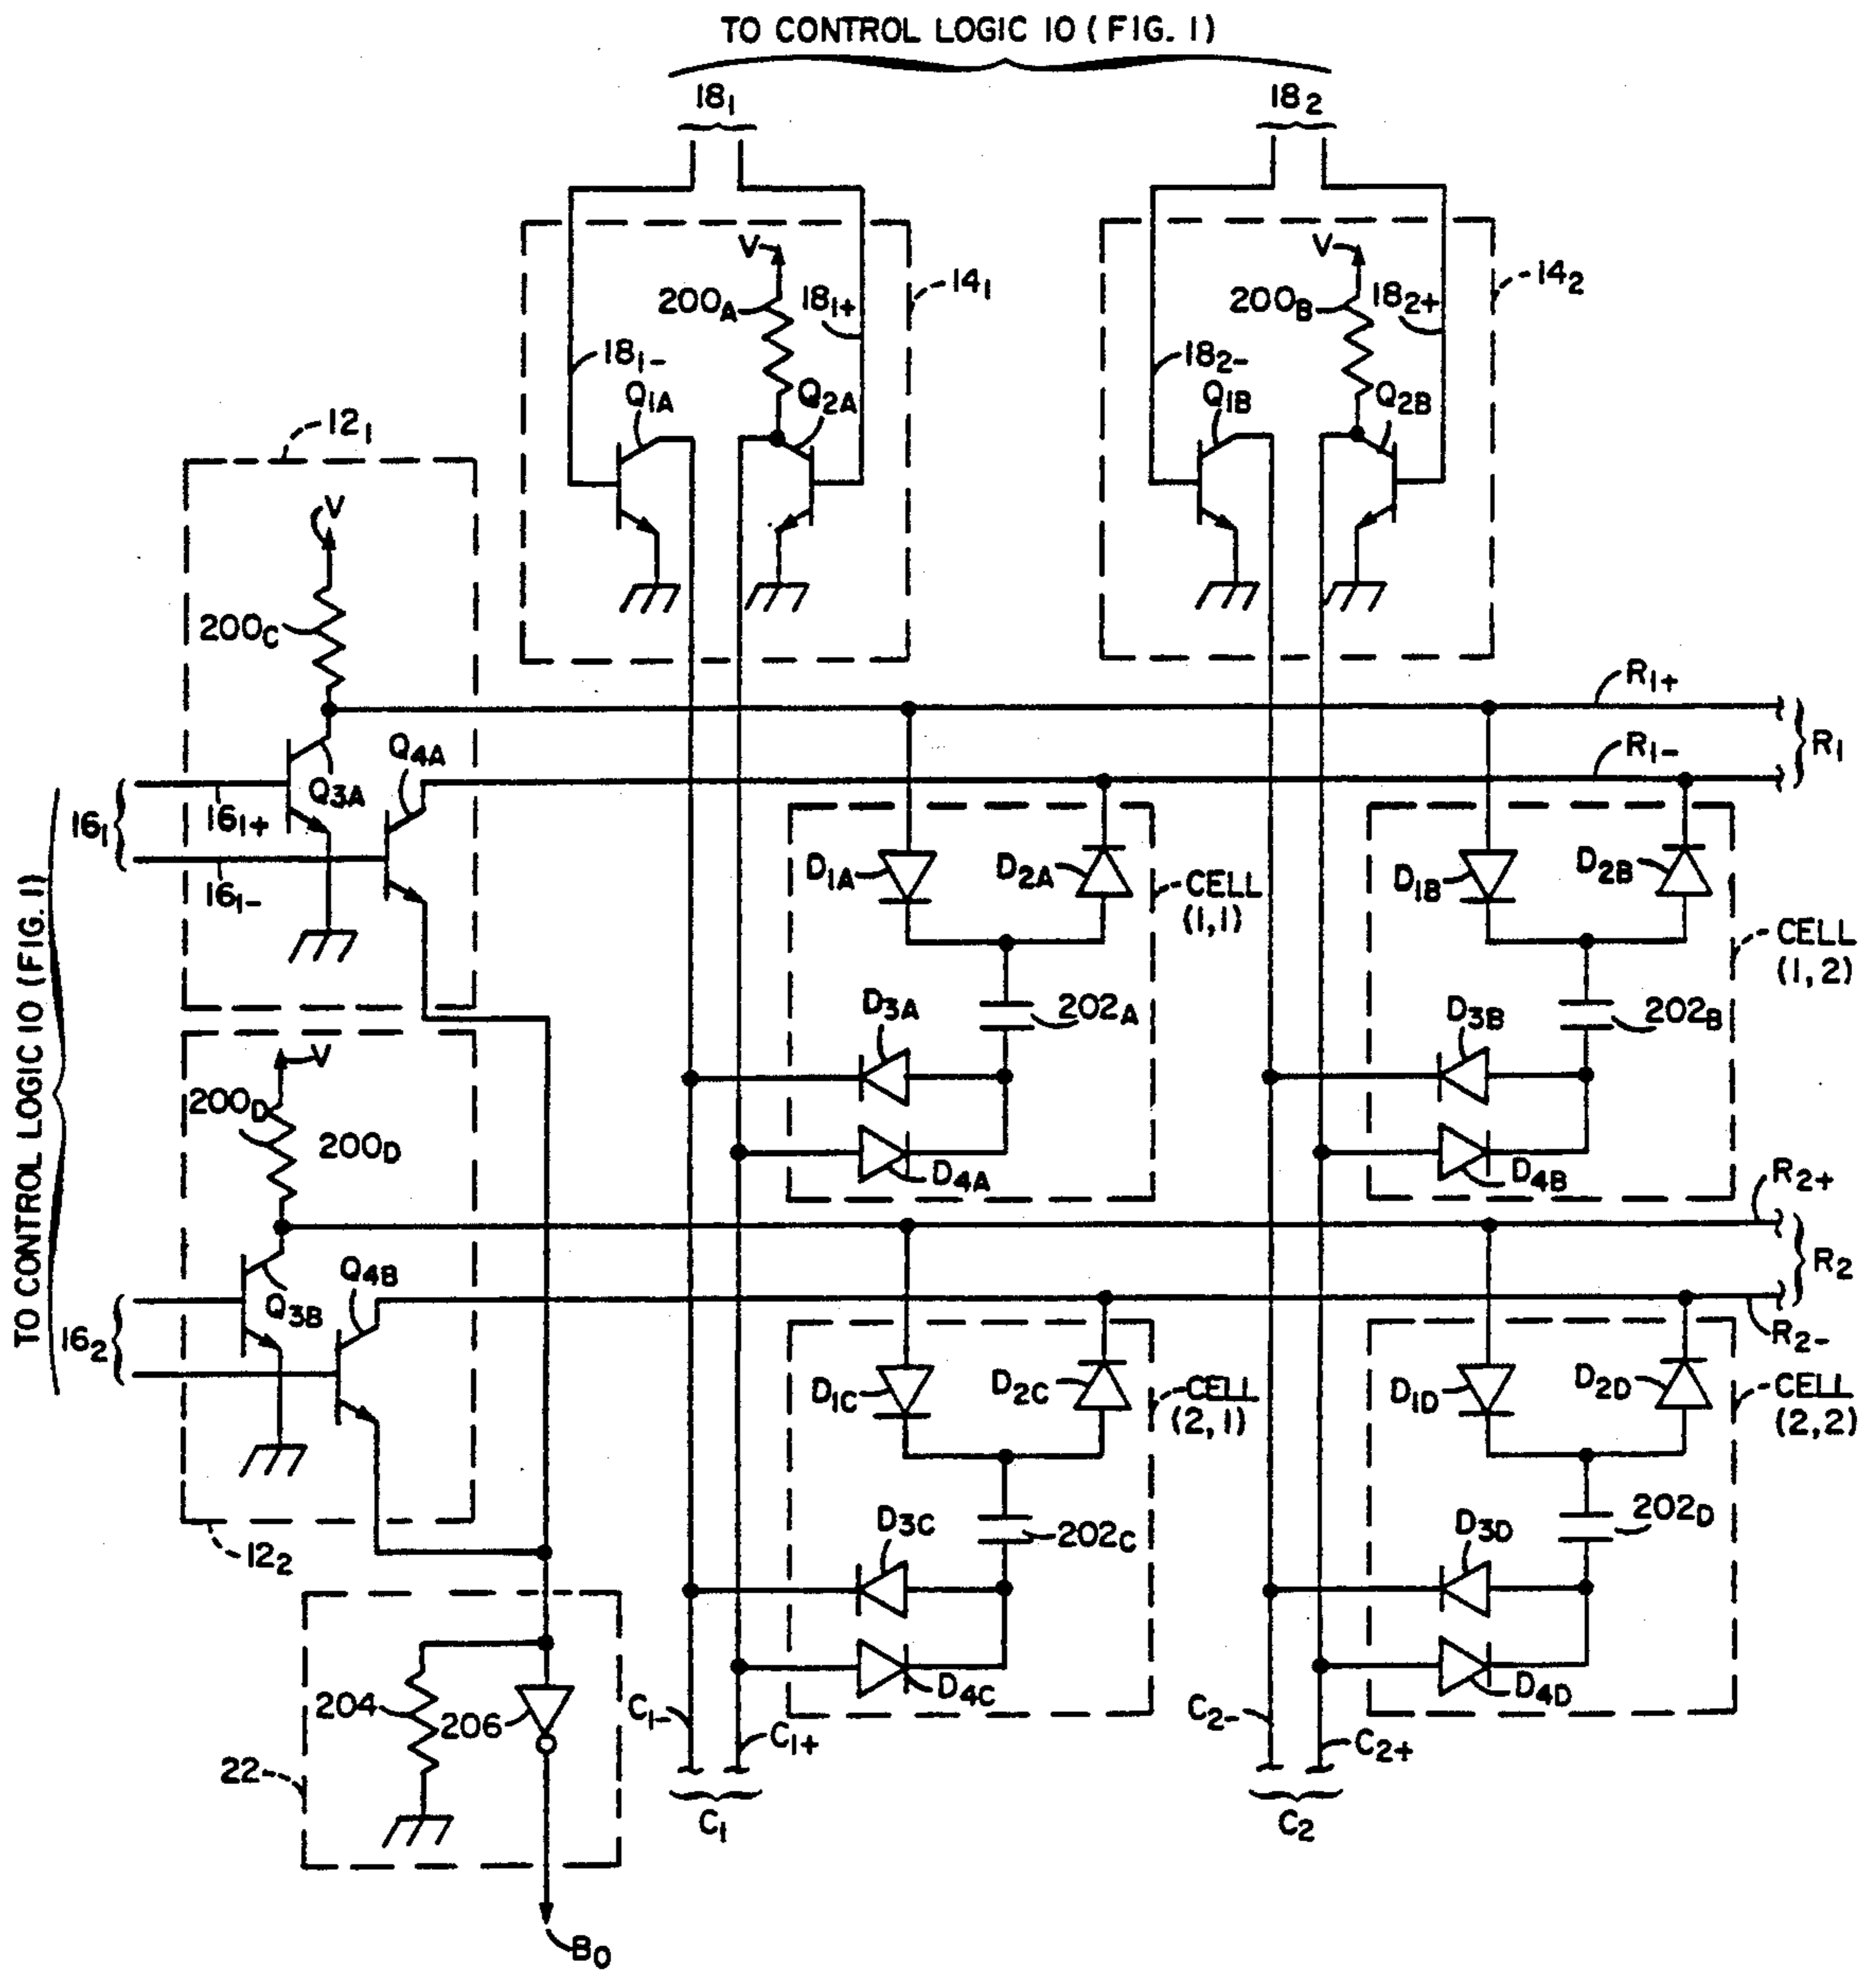 TO CONTROL LOGIC 10 (FIG. 1)
18₁
18₂
V
200A
18₁₊
14₁
V
200B
18₂₊
14₂
18₁₋
Q1A
Q2A
18₂₋
Q1B
Q2B
12₁
V
200C
R1+
R1
R1-
Q4A
Q3A
16₁
16₁₊
16₁₋
TO CONTROL LOGIC 10 (FIG. 1)
D1A
D2A
CELL
(1,1)
D1B
D2B
CELL
(1,2)
D3A
202A
D3B
202B
V
200D
200D
D4A
D4B
R2+
R2
R2-
Q4B
Q3B
16₂
D1C
D2C
CELL
(2,1)
D1D
D2D
CELL
(2,2)
D3C
202C
D3D
202D
12₂
D4C
D4D
204
206
22
C1-
C1+
C2-
C2+
C1
C2
B0